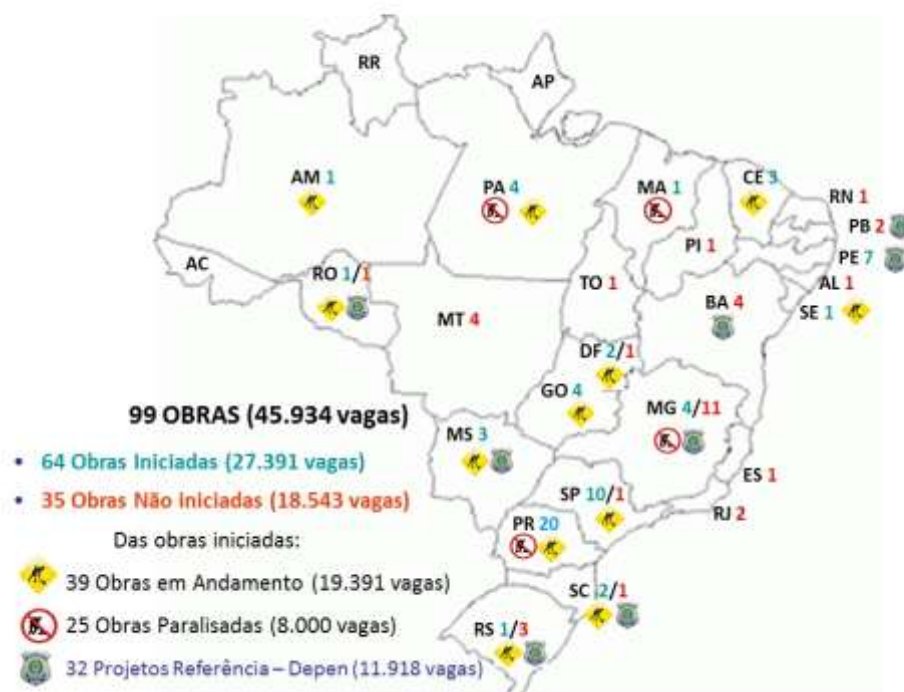 RR
AP
AM 1
PA 4
MA 1
CE 3
RN 1
PB 2
PE 7
AL 1
SE 1
PI 1
AC
RO 1/1
TO 1
BA 4
MT 4
DF 2/1
GO 4
MG 4/11
99 OBRAS (45.934 vagas)
MS 3
• 64 Obras Iniciadas (27.391 vagas)
• 35 Obras Não iniciadas (18.543 vagas)
ES 1
SP 10/1
RJ 2
PR 20
Das obras iniciadas:
39 Obras em Andamento (19.391 vagas)
SC 2/1
25 Obras Paralisadas (8.000 vagas)
RS 1/3
32 Projetos Referência – Depen (11.918 vagas)